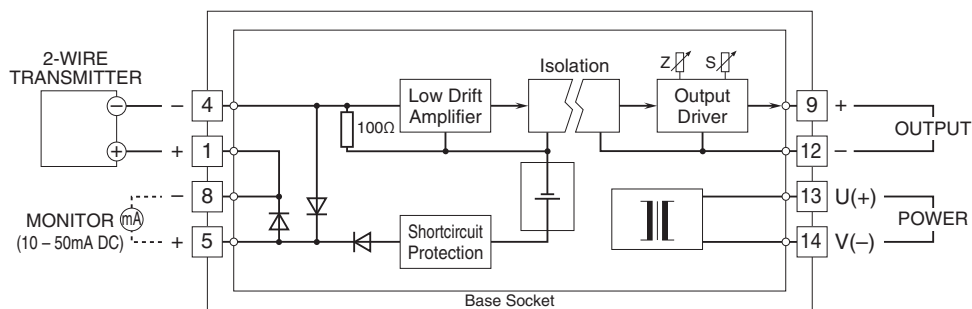 2-WIRE
TRANSMITTER
−
+
− 4
+ 1
− 8
+ 5
MONITOR mA
(10 – 50mA DC)
100Ω
Low Drift
Amplifier
Isolation
Z S
Output
Driver
Shortcircuit
Protection
9 +
12 −
OUTPUT
13 U(+)
14 V(−)
POWER
Base Socket